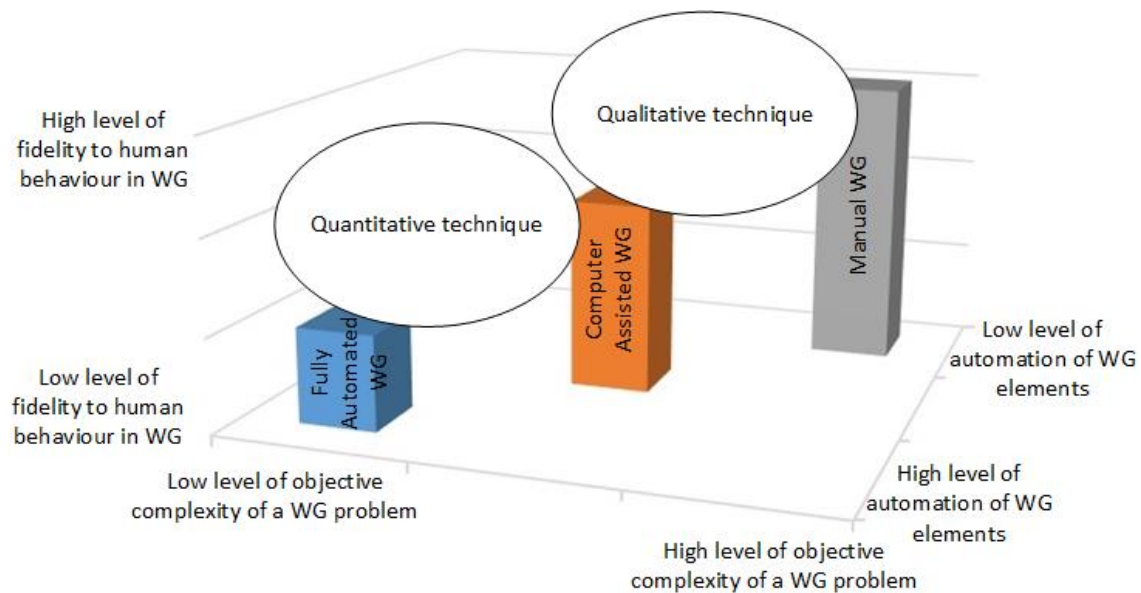 High level of
fidelity to human
behaviour in WG
Qualitative technique
Quantitative technique
Manual WG
Computer
Assisted WG
Fully
Automated
WG
Low level of
fidelity to human
behaviour in WG
Low level of
automation of WG
elements
Low level of objective
complexity of a WG problem
High level of
automation of WG
elements
High level of objective
complexity of a WG problem